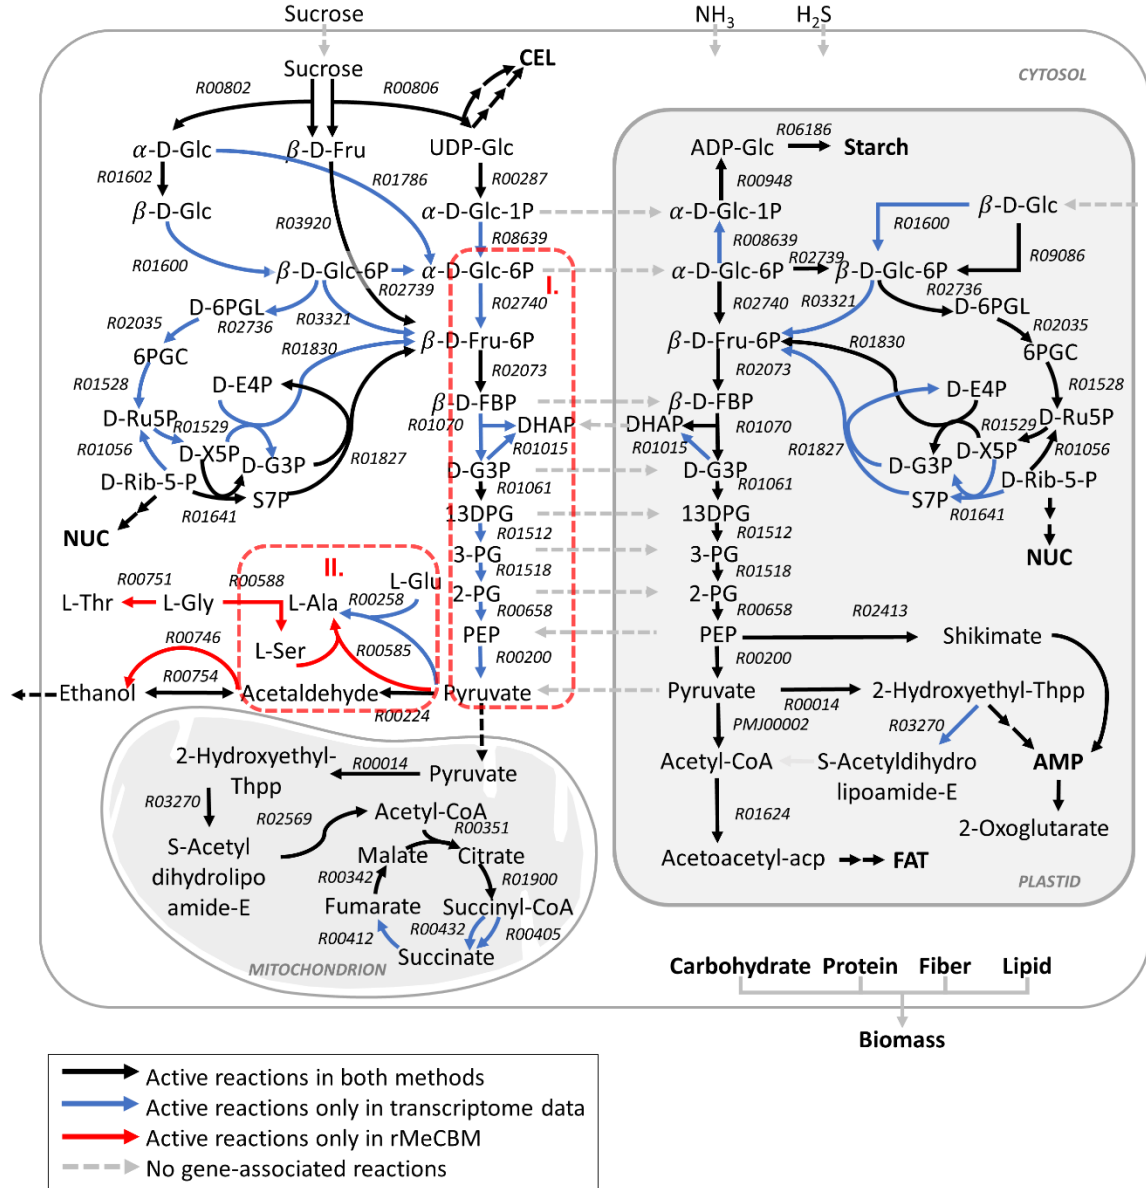 Sucrose
NH3
H2S
CYTOSOL
Sucrose
CEL
R00802
R00806
α-D-Glc
β-D-Fru
UDP-Glc
R01602
R01786
R00287
β-D-Glc
R03920
α-D-Glc-1P
R08639
R01600
β-D-Glc-6P
α-D-Glc-6P
I.
R02739
D-6PGL
R02736
R03321
R02740
R02035
6PGC
R01830
β-D-Fru-6P
R01528
D-E4P
R02073
β-D-FBP
D-Ru5P
R01529
R01070
DHAP
R01056
D-X5P
D-G3P
R01015
R01827
D-G3P
D-Rib-5-P
S7P
R01061
R01641
13DPG
NUC
R01512
3-PG
R01518
R00751
R00588
II.
L-Glu
R00258
2-PG
L-Thr
L-Gly
L-Ala
R00658
R00746
L-Ser
R00585
PEP
R00200
R00754
Ethanol
Acetaldehyde
Pyruvate
R00224
ADP-Glc
R06186
Starch
R00948
α-D-Glc-1P
β-D-Glc
R01600
R008639
R02739
R09086
α-D-Glc-6P
β-D-Glc-6P
R02736
R02740
R03321
D-6PGL
R02035
β-D-Fru-6P
R01830
6PGC
R02073
R01528
D-E4P
β-D-FBP
D-Ru5P
R01529
DHAP
R01070
R01827
D-X5P
R01056
R01015
D-G3P
D-G3P
D-Rib-5-P
R01061
S7P
R01641
13DPG
R01512
NUC
3-PG
R01518
2-PG
R00658
R02413
PEP
Shikimate
R00200
Pyruvate
2-Hydroxyethyl-Thpp
R00014
PMJ00002
R03270
Acetyl-CoA
S-Acetyldihydro
lipoamide-E
AMP
R01624
2-Oxoglutarate
Acetoacetyl-acp
FAT
PLASTID
2-Hydroxyethyl-
Thpp
R00014
Pyruvate
R03270
R02569
Acetyl-CoA
R00351
S-Acetyl
dihydrolipo
amide-E
Malate
Citrate
R00342
R01900
Fumarate
Succinyl-CoA
R00432
R00412
R00405
Succinate
MITOCHONDRION
Carbohydrate
Protein
Fiber
Lipid
Biomass
Active reactions in both methods
Active reactions only in transcriptome data
Active reactions only in rMeCBM
No gene-associated reactions